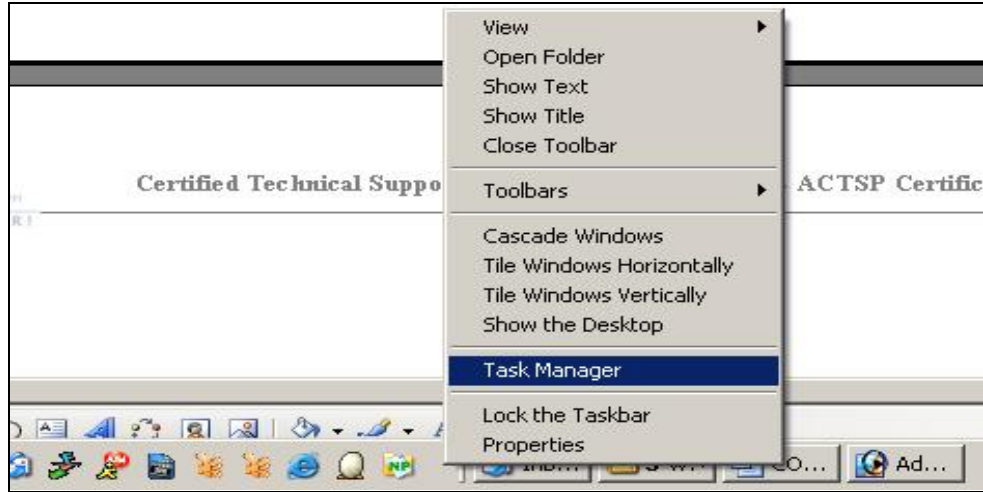 View
Open Folder
Show Text
Show Title
Close Toolbar
Certified Technical Suppo
ACTSP Certific
Toolbars
Cascade Windows
Tile Windows Horizontally
Tile Windows Vertically
Show the Desktop
Task Manager
Lock the Taskbar
Properties
NP
CO... Ad...